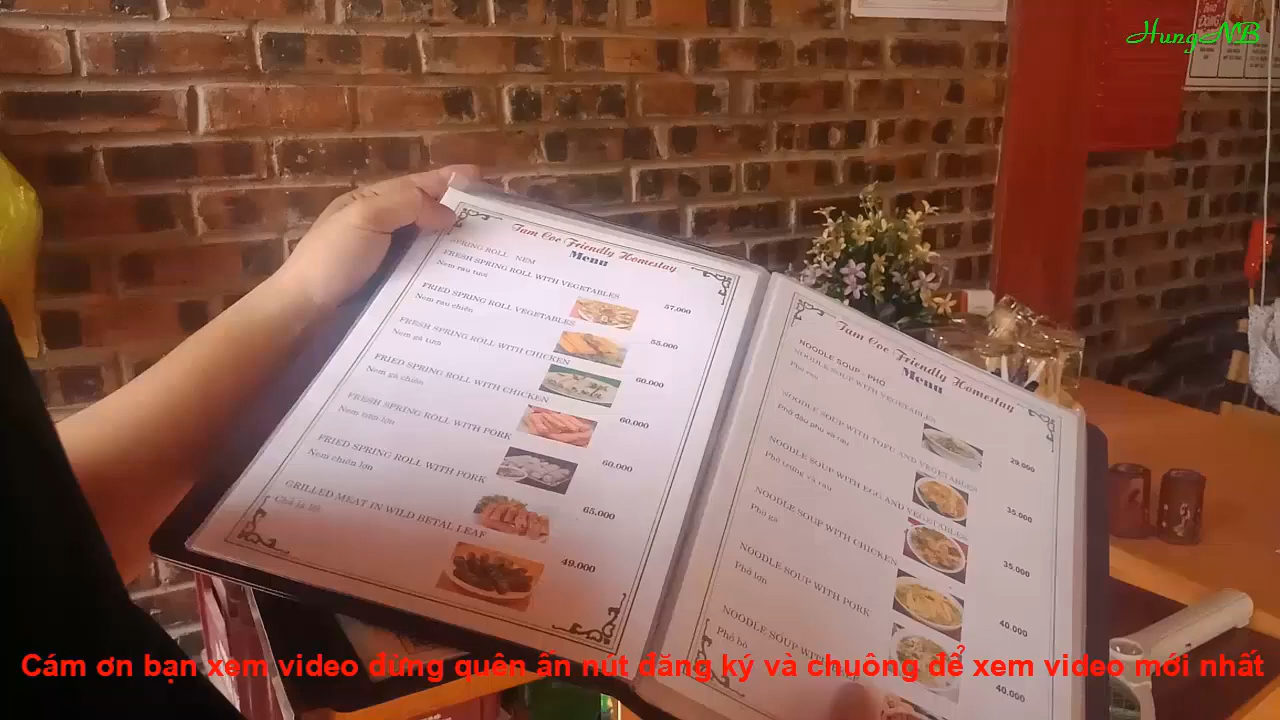 HungNB
Tam Coc Friendly Homestay
Menu
SPRING ROLL NEM
FRESH SPRING ROLL WITH VEGETABLES
Nem rau tươi
57.000
FRIED SPRING ROLL VEGETABLES
Nem rau chiên
55.000
FRESH SPRING ROLL WITH CHICKEN
Nem gà tươi
60.000
FRIED SPRING ROLL WITH CHICKEN
Nem gà chiên
60.000
FRESH SPRING ROLL WITH PORK
Nem tươi lợn
60.000
FRIED SPRING ROLL WITH PORK
Nem chiên lợn
65.000
GRILLED MEAT IN WILD BETAL LEAF
Chả lá lốt
49.000
Tam Coc Friendly Homestay
Menu
NOODLE SOUP - PHỞ
NOODLE SOUP WITH VEGETABLES
Phở rau
29.000
NOODLE SOUP WITH TOFU AND VEGETABLES
Phở đậu phụ và rau
35.000
NOODLE SOUP WITH EGG AND VEGETABLES
Phở trứng và rau
35.000
NOODLE SOUP WITH CHICKEN
Phở gà
40.000
NOODLE SOUP WITH PORK
Phở lợn
40.000
NOODLE SOUP WITH
Phở bò
Cám ơn bạn xem video đừng quên ấn nút đăng ký và chuông để xem video mới nhất